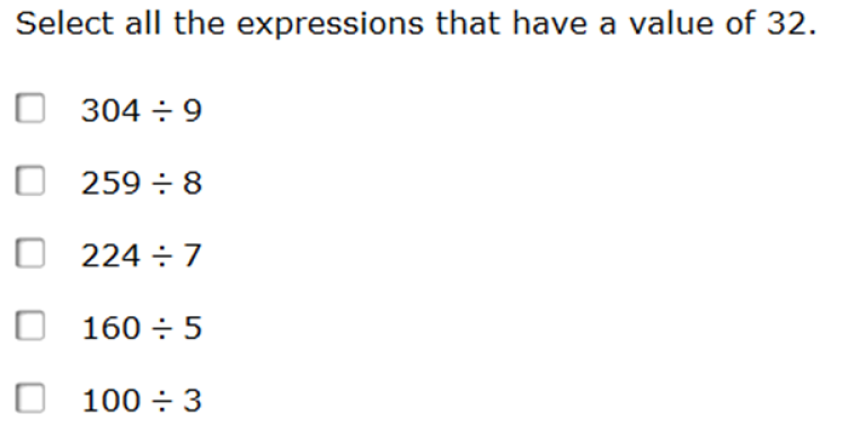 Select all the expressions that have a value of 32.
304 ÷ 9
259 ÷ 8
224 ÷ 7
160 ÷ 5
100 ÷ 3